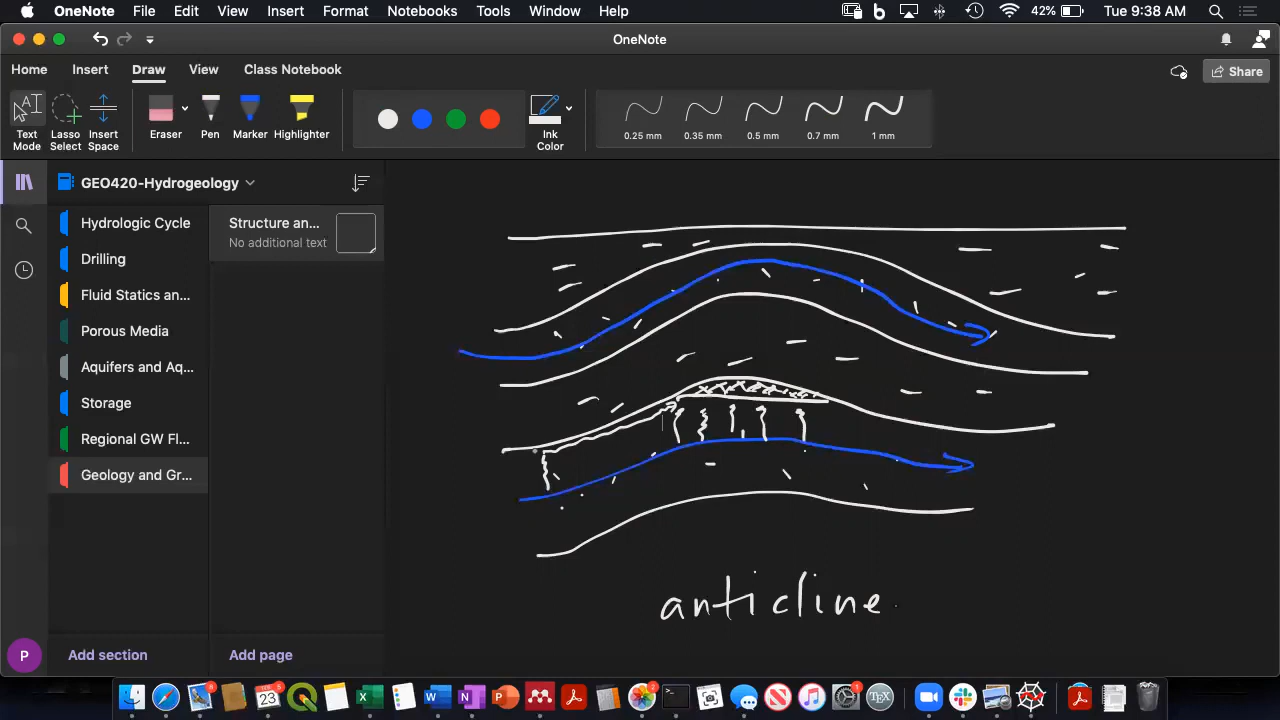 OneNote File Edit View Insert Format Notebooks Tools Window Help 42% Tue 9:38 AM
OneNote
Home Insert Draw View Class Notebook Share
Text Mode
Lasso Select
Insert Space
Eraser
Pen
Marker
Highlighter
Ink Color
0.25 mm 0.35 mm 0.5 mm 0.7 mm 1 mm
GEO420-Hydrogeology
Hydrologic Cycle
Drilling
Fluid Statics an...
Porous Media
Aquifers and Aq...
Storage
Regional GW Fl...
Geology and Gr...
Structure an...
No additional text
anticline
P
Add section
Add page